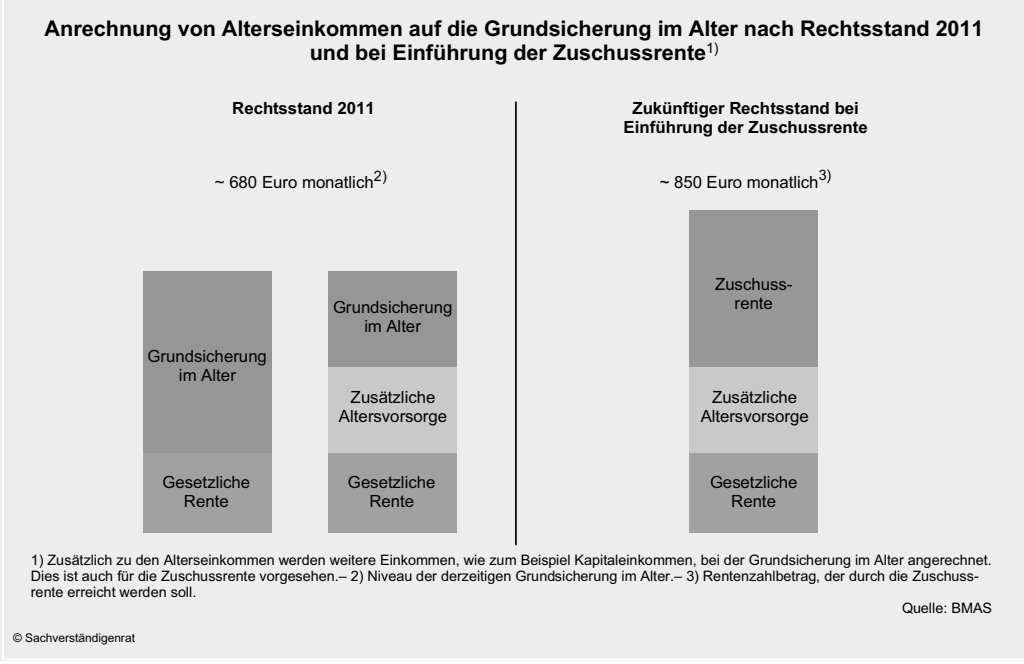 Anrechnung von Alterseinkommen auf die Grundsicherung im Alter nach Rechtsstand 2011
und bei Einführung der Zuschussrente1)
Rechtsstand 2011
~ 680 Euro monatlich2)
Grundsicherung
im Alter
Gesetzliche
Rente
Grundsicherung
im Alter
Zusätzliche
Altersvorsorge
Gesetzliche
Rente
Zukünftiger Rechtsstand bei
Einführung der Zuschussrente
~ 850 Euro monatlich3)
Zuschuss-
rente
Zusätzliche
Altersvorsorge
Gesetzliche
Rente
1) Zusätzlich zu den Alterseinkommen werden weitere Einkommen, wie zum Beispiel Kapitaleinkommen, bei der Grundsicherung im Alter angerechnet.
Dies ist auch für die Zuschussrente vorgesehen.– 2) Niveau der derzeitigen Grundsicherung im Alter.– 3) Rentenzahlbetrag, der durch die Zuschuss-
rente erreicht werden soll.
Quelle: BMAS
© Sachverständigenrat